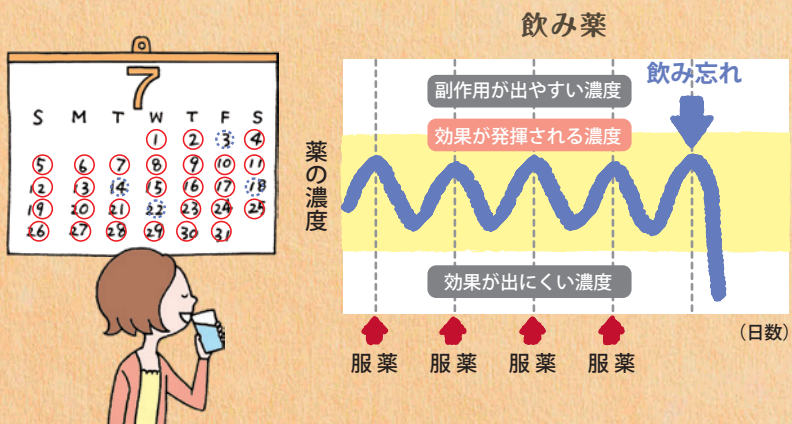 飲み薬
7
S M T W T F S
1 2 3 4
5 6 7 8 9 10 11
12 13 14 15 16 17 18
19 20 21 22 23 24 25
26 27 28 29 30 31
薬の濃度
飲み忘れ
副作用が出やすい濃度
効果が発揮される濃度
効果が出にくい濃度
(日数)
服薬 服薬 服薬 服薬